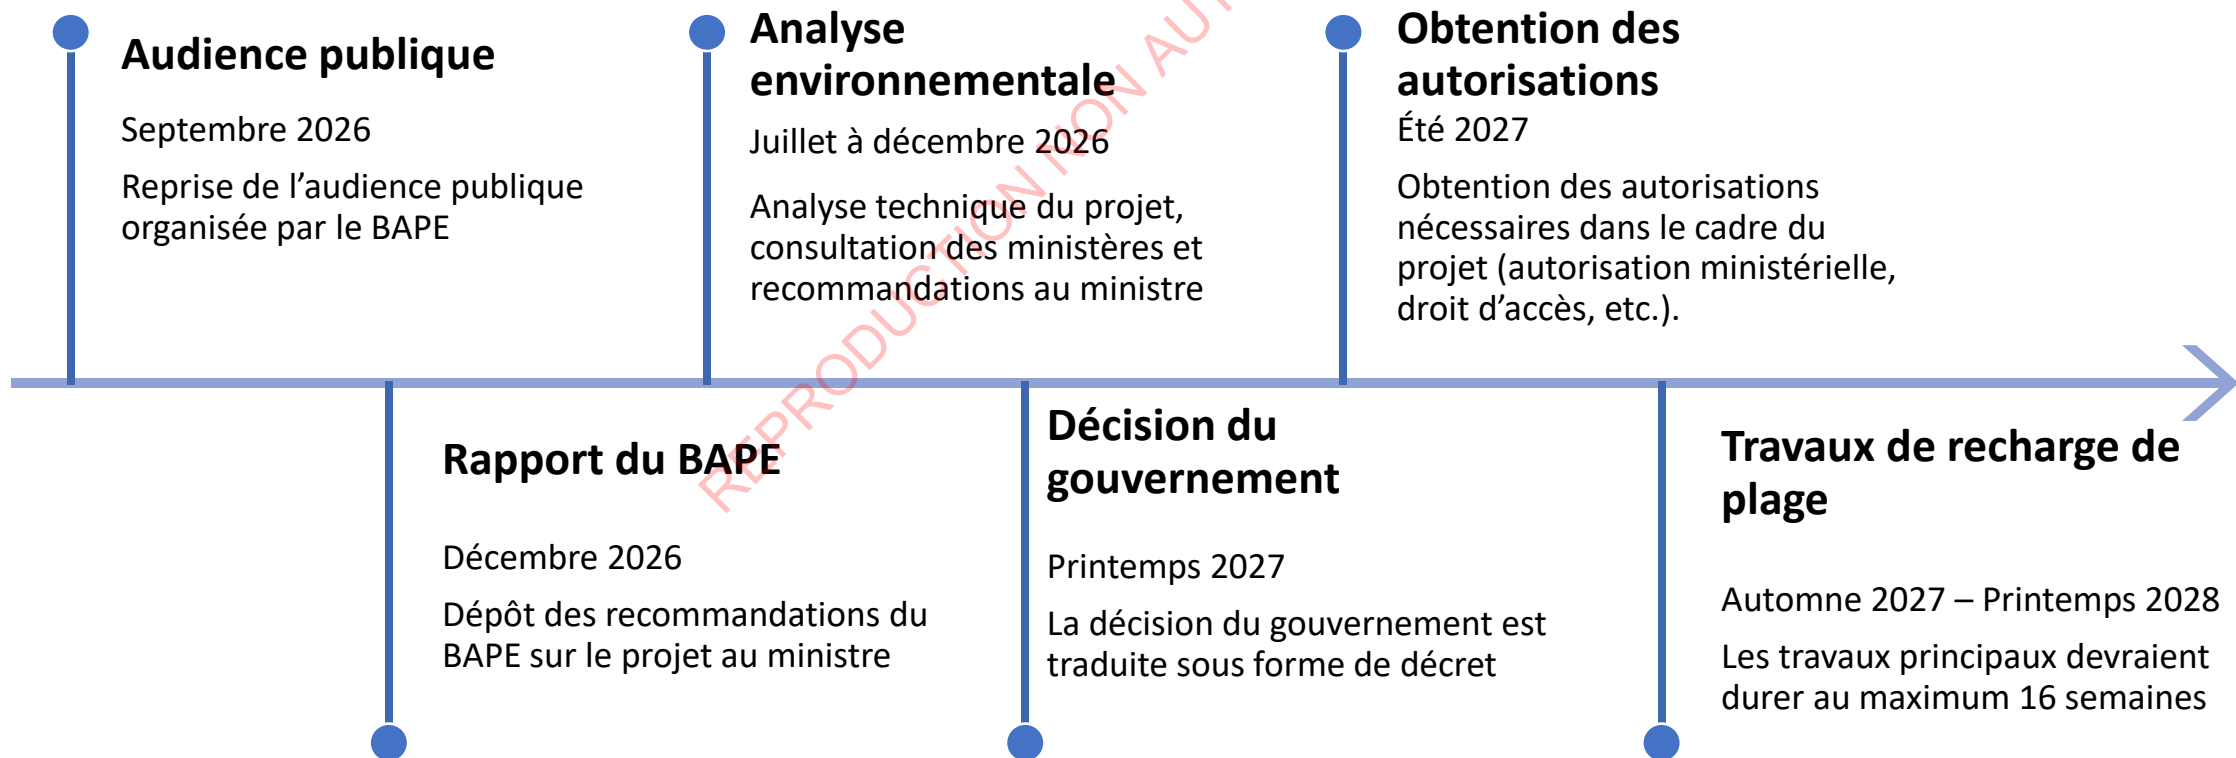 Audience publique
Septembre 2026
Reprise de l’audience publique
organisée par le BAPE
Rapport du BAPE
Décembre 2026
Dépôt des recommandations du
BAPE sur le projet au ministre
Analyse
environnementale
Juillet à décembre 2026
Analyse technique du projet,
consultation des ministères et
recommandations au ministre
Décision du
gouvernement
Printemps 2027
La décision du gouvernement est
traduite sous forme de décret
Obtention des
autorisations
Été 2027
Obtention des autorisations
nécessaires dans le cadre du
projet (autorisation ministérielle,
droit d’accès, etc.).
Travaux de recharge de
plage
Automne 2027 – Printemps 2028
Les travaux principaux devraient
durer au maximum 16 semaines
REPRODUCTION NON